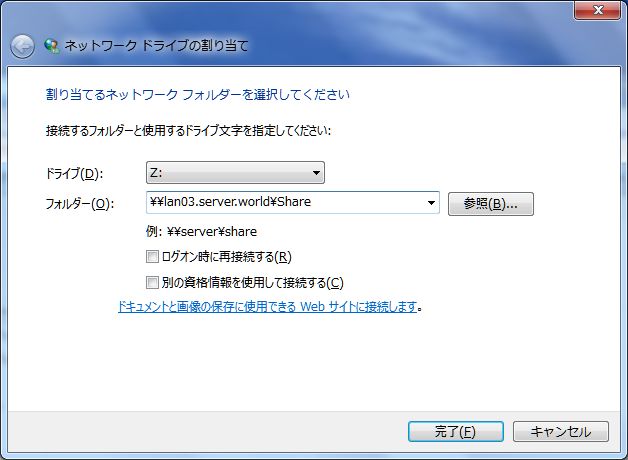 ネットワーク ドライブの割り当て
割り当てるネットワーク フォルダーを選択してください
接続するフォルダーと使用するドライブ文字を指定してください:
ドライブ(D): Z:
フォルダー(O): ¥¥lan03.server.world¥Share 参照(B)...
例: ¥¥server¥share
ログオン時に再接続する(R)
別の資格情報を使用して接続する(C)
ドキュメントと画像の保存に使用できる Web サイトに接続します。
完了(F) キャンセル